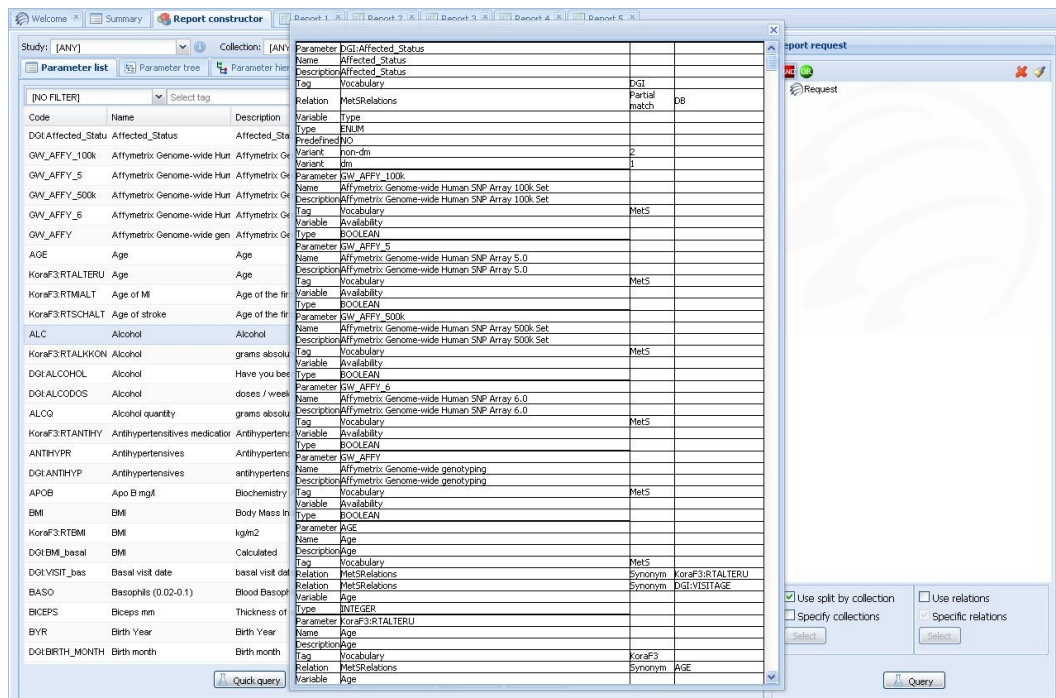 Welcome Summary Report constructor Report 1 Report 2 Report 3 Report 4 Report 5
Study: [ANY] Collection: [ANY
Parameter list Parameter tree Parameter hier
[NO FILTER] Select tag
Code Name Description
DGI:Affected_Statu Affected_Status Affected_Sta
GW_AFFY_100k Affymetrix Genome-wide Hum Affymetrix Ge
GW_AFFY_5 Affymetrix Genome-wide Hum Affymetrix Ge
GW_AFFY_500k Affymetrix Genome-wide Hum Affymetrix Ge
GW_AFFY_6 Affymetrix Genome-wide Hum Affymetrix Ge
GW_AFFY Affymetrix Genome-wide gen Affymetrix Ge
AGE Age Age
KoraF3:RTALTERU Age Age
KoraF3:RTMIALT Age of MI Age of the fir
KoraF3:RTSCHALT Age of stroke Age of the fir
ALC Alcohol Alcohol
KoraF3:RTALKKON Alcohol grams absolu
DGI:ALCOHOL Alcohol Have you bee
DGI:ALCODOS Alcohol doses / week
ALCQ Alcohol quantity grams absolu
KoraF3:RTANTIHY Antihypertensitives medication Antihypertens
ANTIHYPR Antihypertensives Antihypertens
DGI:ANTIHYP Antihypertensives antihypertens
APOB Apo B mg/l Biochemistry
BMI BMI Body Mass In
KoraF3:RTBMI BMI kg/m2
DGI:BMI_basal BMI Calculated
DGI:VISIT_bas Basal visit date basal visit dat
BASO Basophils (0.02-0.1) Blood Basoph
BICEPS Biceps mm Thickness of
BYR Birth Year Birth Year
DGI:BIRTH_MONTH Birth month Birth month
Quick query
Parameter DGI:Affected_Status
Name Affected_Status
Description Affected_Status
Tag Vocabulary DGI
Relation MetSRelations Partial match DB
Variable Type
Type ENUM
Predefined NO
Variant non-dm 2
Variant dm 1
Parameter GW_AFFY_100k
Name Affymetrix Genome-wide Human SNP Array 100k Set
Description Affymetrix Genome-wide Human SNP Array 100k Set
Tag Vocabulary MetS
Variable Availability
Type BOOLEAN
Parameter GW_AFFY_5
Name Affymetrix Genome-wide Human SNP Array 5.0
Description Affymetrix Genome-wide Human SNP Array 5.0
Tag Vocabulary MetS
Variable Availability
Type BOOLEAN
Parameter GW_AFFY_500k
Name Affymetrix Genome-wide Human SNP Array 500k Set
Description Affymetrix Genome-wide Human SNP Array 500k Set
Tag Vocabulary MetS
Variable Availability
Type BOOLEAN
Parameter GW_AFFY_6
Name Affymetrix Genome-wide Human SNP Array 6.0
Description Affymetrix Genome-wide Human SNP Array 6.0
Tag Vocabulary MetS
Variable Availability
Type BOOLEAN
Parameter GW_AFFY
Name Affymetrix Genome-wide genotyping
Description Affymetrix Genome-wide genotyping
Tag Vocabulary MetS
Variable Availability
Type BOOLEAN
Parameter AGE
Name Age
Description Age
Tag Vocabulary MetS
Relation MetSRelations Synonym KoraF3:RTALTERU
Relation MetSRelations Synonym DGI:VISITAGE
Variable Age
Type INTEGER
Parameter KoraF3:RTALTERU
Name Age
Description Age
Tag Vocabulary KoraF3
Relation MetSRelations Synonym AGE
Variable Age
eport request
AND OR
Request
Use split by collection Use relations
Specify collections Specific relations
Select Select
Query